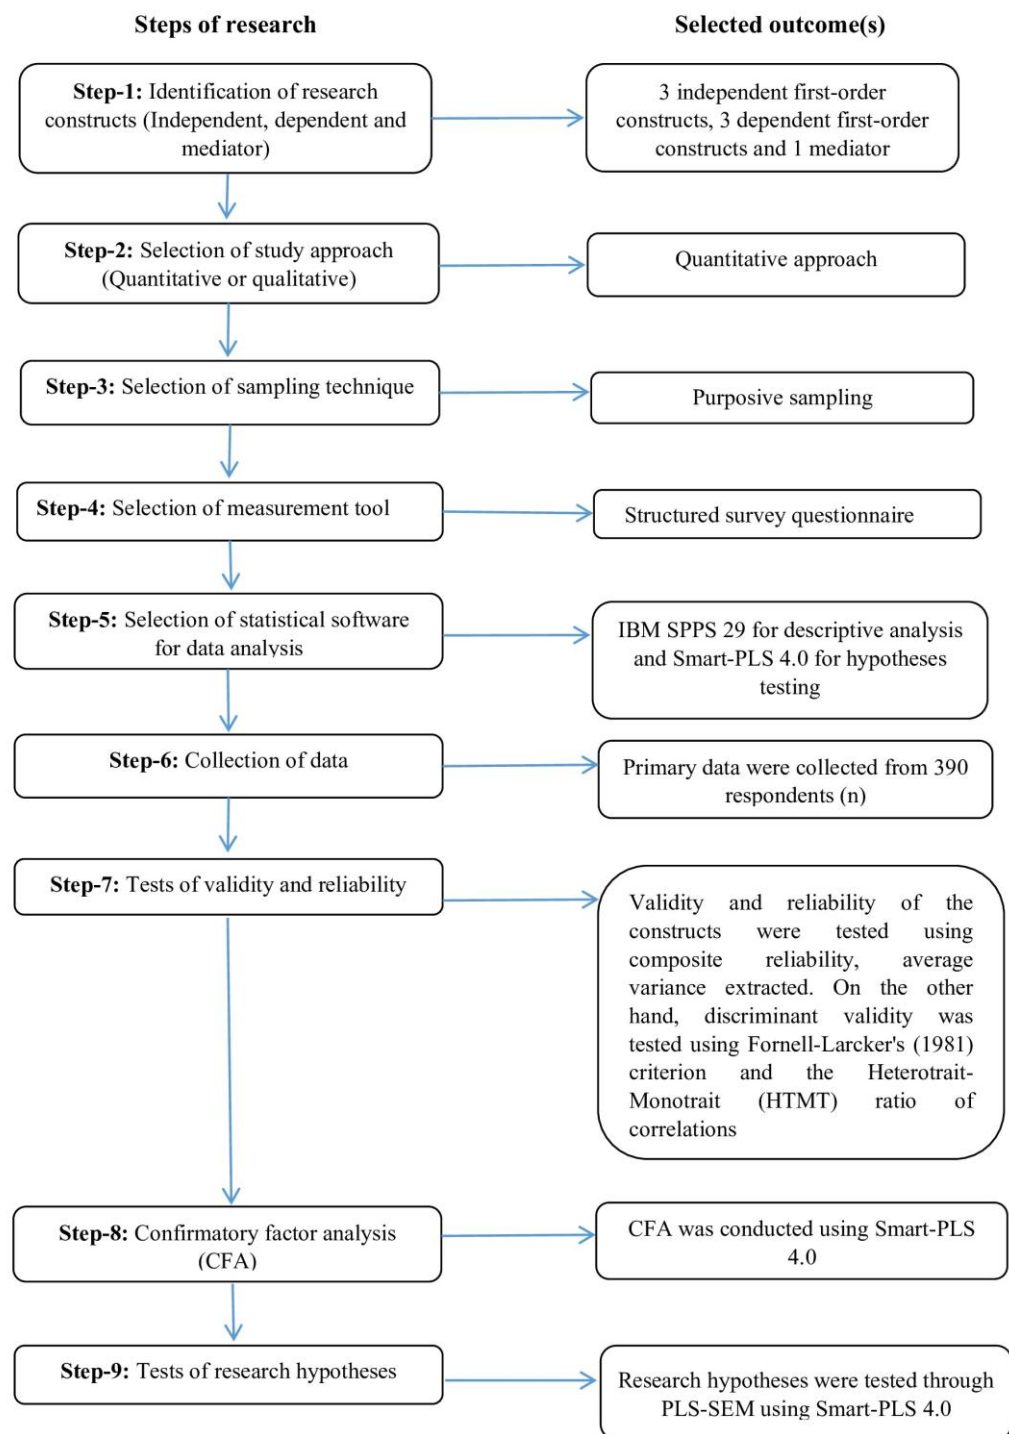 Steps of research
Selected outcome(s)
Step-1: Identification of research
constructs (Independent, dependent and
mediator)
3 independent first-order
constructs, 3 dependent first-order
constructs and 1 mediator
Step-2: Selection of study approach
(Quantitative or qualitative)
Quantitative approach
Step-3: Selection of sampling technique
Purposive sampling
Step-4: Selection of measurement tool
Structured survey questionnaire
Step-5: Selection of statistical software
for data analysis
IBM SPPS 29 for descriptive analysis
and Smart-PLS 4.0 for hypotheses
testing
Step-6: Collection of data
Primary data were collected from 390
respondents (n)
Step-7: Tests of validity and reliability
Validity and reliability of the
constructs were tested using
composite reliability, average
variance extracted. On the other
hand, discriminant validity was
tested using Fornell-Larcker's (1981)
criterion and the Heterotrait-
Monotrait (HTMT) ratio of
correlations
Step-8: Confirmatory factor analysis
(CFA)
CFA was conducted using Smart-PLS
4.0
Step-9: Tests of research hypotheses
Research hypotheses were tested through
PLS-SEM using Smart-PLS 4.0